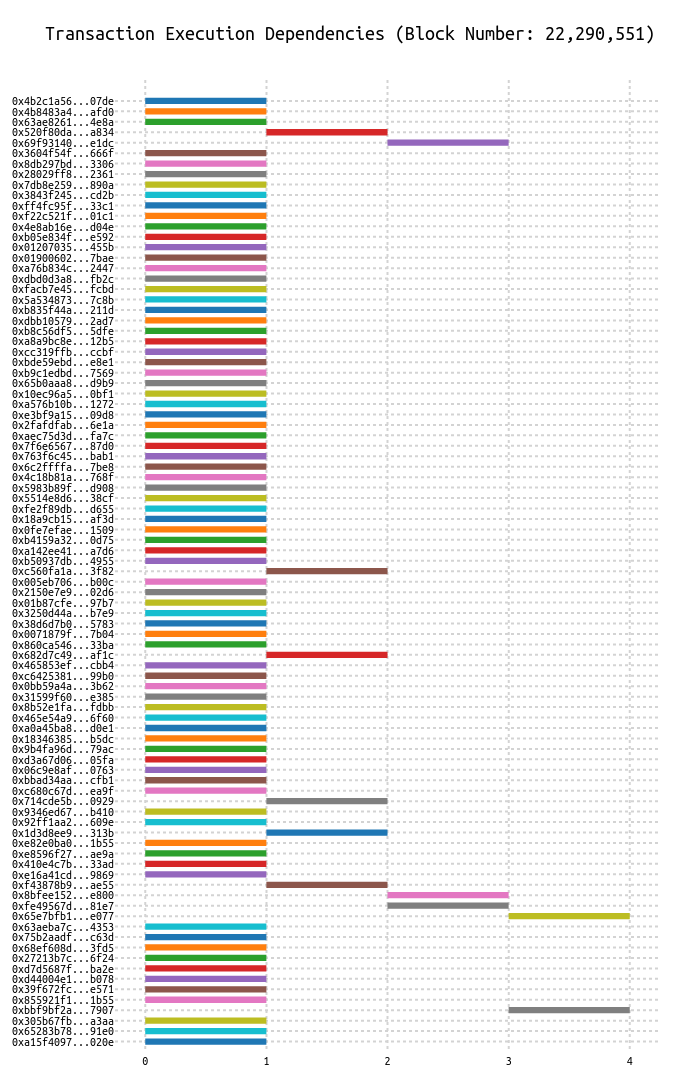 Transaction Execution Dependencies (Block Number: 22,290,551)
0x4b2c1a56...07de
0x4b8483a4...afd0
0x63ae8261...4e8a
0x520f80da...a834
0x69f93140...e1dc
0x3604f54f...666f
0x8db297bd...3306
0x28029ff8...2361
0x7db8e259...890a
0x3843f245...cd2b
0xff4fc95f...33c1
0xf22c521f...01c1
0x4e8ab16e...d04e
0xb05e834f...e592
0x01207035...455b
0x01900602...7bae
0xa76b834c...2447
0xdbd0d3a8...fb2c
0xfacb7e45...fcbd
0x5a534873...7c8b
0xb835f44a...211d
0xdbb10579...2ad7
0xb8c56df5...5dfe
0xa8a9bc8e...12b5
0xcc319ffb...ccbf
0xbde59ebd...e8e1
0xb9c1edbd...7569
0x65b0aaa8...d9b9
0x10ec96a5...0bf1
0xa576b10b...1272
0xe3bf9a15...09d8
0x2fafdfab...6e1a
0xaec75d3d...fa7c
0x7f6e6567...87d0
0x763f6c45...bab1
0x6c2ffffa...7be8
0x4c18b81a...768f
0x5983b89f...d908
0x5514e8d6...38cf
0xfe2f89db...d655
0x18a9cb15...af3d
0x0fe7efae...1509
0xb4159a32...0d75
0xa142ee41...a7d6
0xb50937db...4955
0xc560fa1a...3f82
0x005eb706...b00c
0x2150e7e9...02d6
0x01b87cfe...97b7
0x3250d44a...b7e9
0x38d6d7b0...5783
0x0071879f...7b04
0x860ca546...33ba
0x682d7c49...af1c
0x465853ef...cbb4
0xc6425381...99b0
0x0bb59a4a...3b62
0x31599f60...e385
0x8b52e1fa...fdbb
0x465e54a9...6f60
0xa0a45ba8...d0e1
0x18346385...b5dc
0x9b4fa96d...79ac
0xd3a67d06...05fa
0x06c9e8af...0763
0xbbad34aa...cfb1
0xc680c67d...ea9f
0x714cde5b...0929
0x9346ed67...b410
0x92ff1aa2...609e
0x1d3d8ee9...313b
0xe82e0ba0...1b55
0xe8596f27...ae9a
0x410e4c7b...33ad
0xe16a41cd...9869
0xf43878b9...ae55
0x8bfee152...e800
0xfe49567d...81e7
0x65e7bfb1...e077
0x63aeba7c...4353
0x75b2aadf...c63d
0x68ef608d...3fd5
0x27213b7c...6f24
0xd7d5687f...ba2e
0xd44004e1...b078
0x39f672fc...e571
0x855921f1...1b55
0xbbf9bf2a...7907
0x305b67fb...a3aa
0x65283b78...91e0
0xa15f4097...020e
0 1 2 3 4